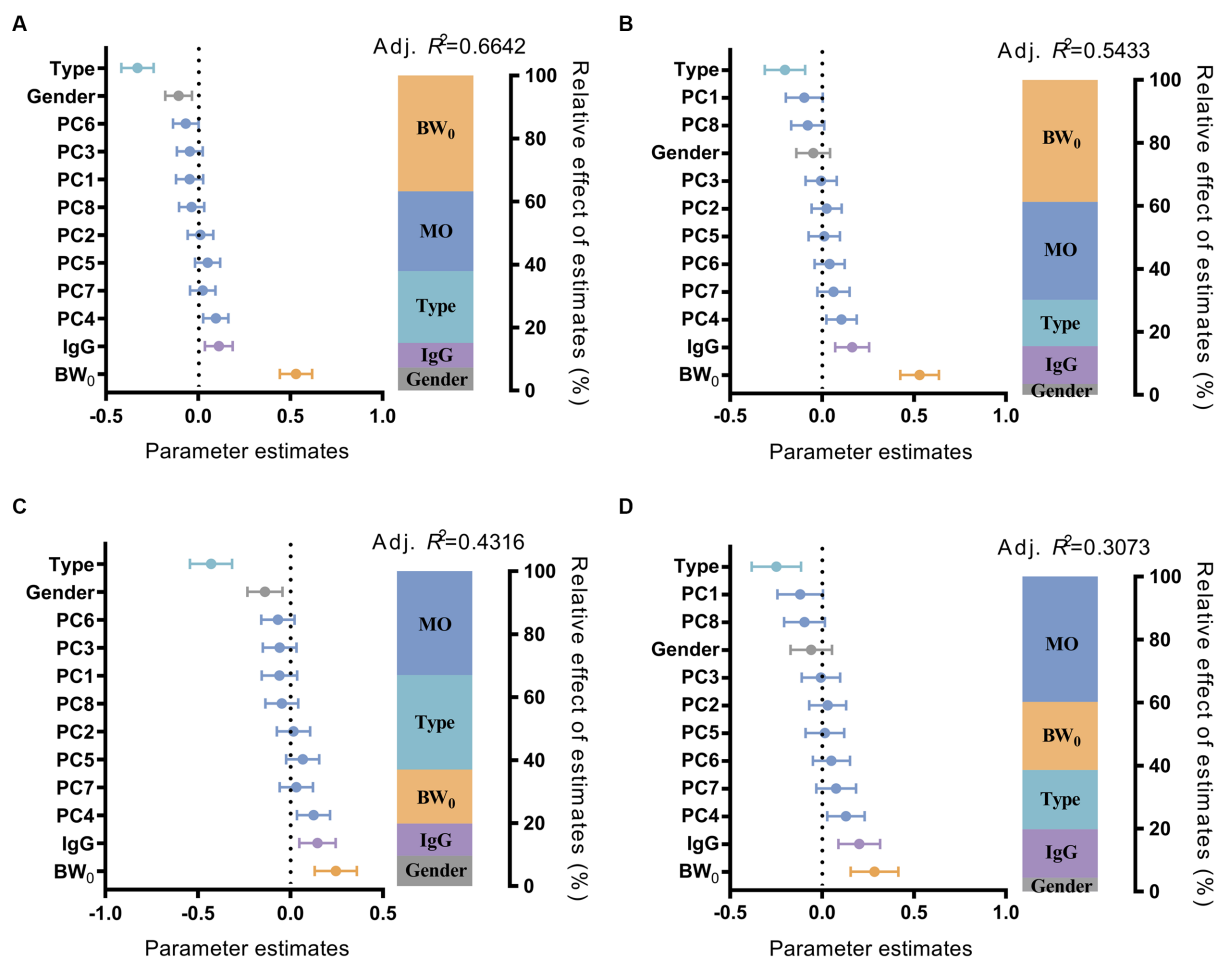 A
Adj. R²=0.6642
Type
Gender
PC6
PC3
PC1
PC8
PC2
PC5
PC7
PC4
IgG
BW₀
-0.5
0.0
0.5
1.0
Parameter estimates
BW₀
MO
Type
IgG
Gender
100
80
60
40
20
0
Relative effect of estimates (%)
B
Adj. R²=0.5433
Type
PC1
PC8
Gender
PC3
PC2
PC5
PC6
PC7
PC4
IgG
BW₀
-0.5
0.0
0.5
1.0
Parameter estimates
BW₀
MO
Type
IgG
Gender
100
80
60
40
20
0
Relative effect of estimates (%)
C
Adj. R²=0.4316
Type
Gender
PC6
PC3
PC1
PC8
PC2
PC5
PC7
PC4
IgG
BW₀
-1.0
-0.5
0.0
0.5
Parameter estimates
MO
Type
BW₀
IgG
Gender
100
80
60
40
20
0
Relative effect of estimates (%)
D
Adj. R²=0.3073
Type
PC1
PC8
Gender
PC3
PC2
PC5
PC6
PC7
PC4
IgG
BW₀
-0.5
0.0
0.5
1.0
Parameter estimates
MO
BW₀
Type
IgG
Gender
100
80
60
40
20
0
Relative effect of estimates (%)